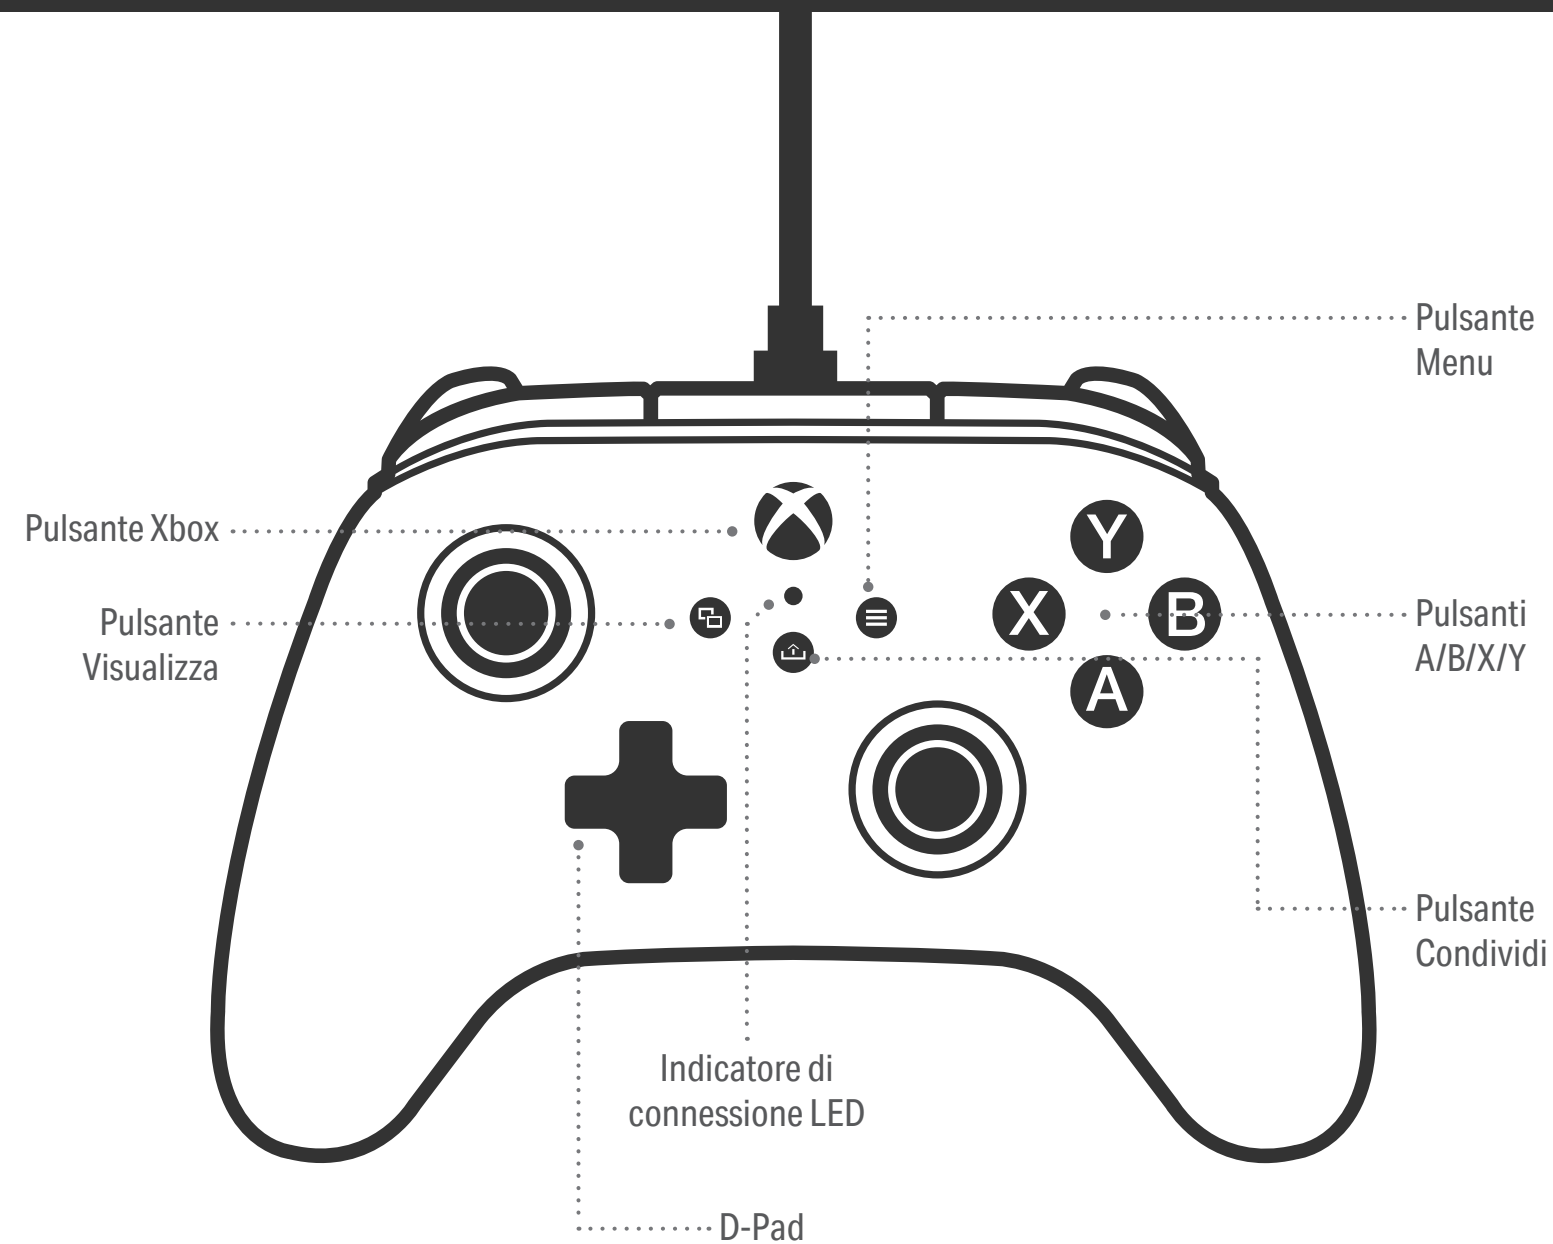 Pulsante
Menu
Pulsante Xbox
Y
Pulsante
Visualizza
X
B
Pulsanti
A/B/X/Y
A
Pulsante
Condividi
Indicatore di
connessione LED
D-Pad